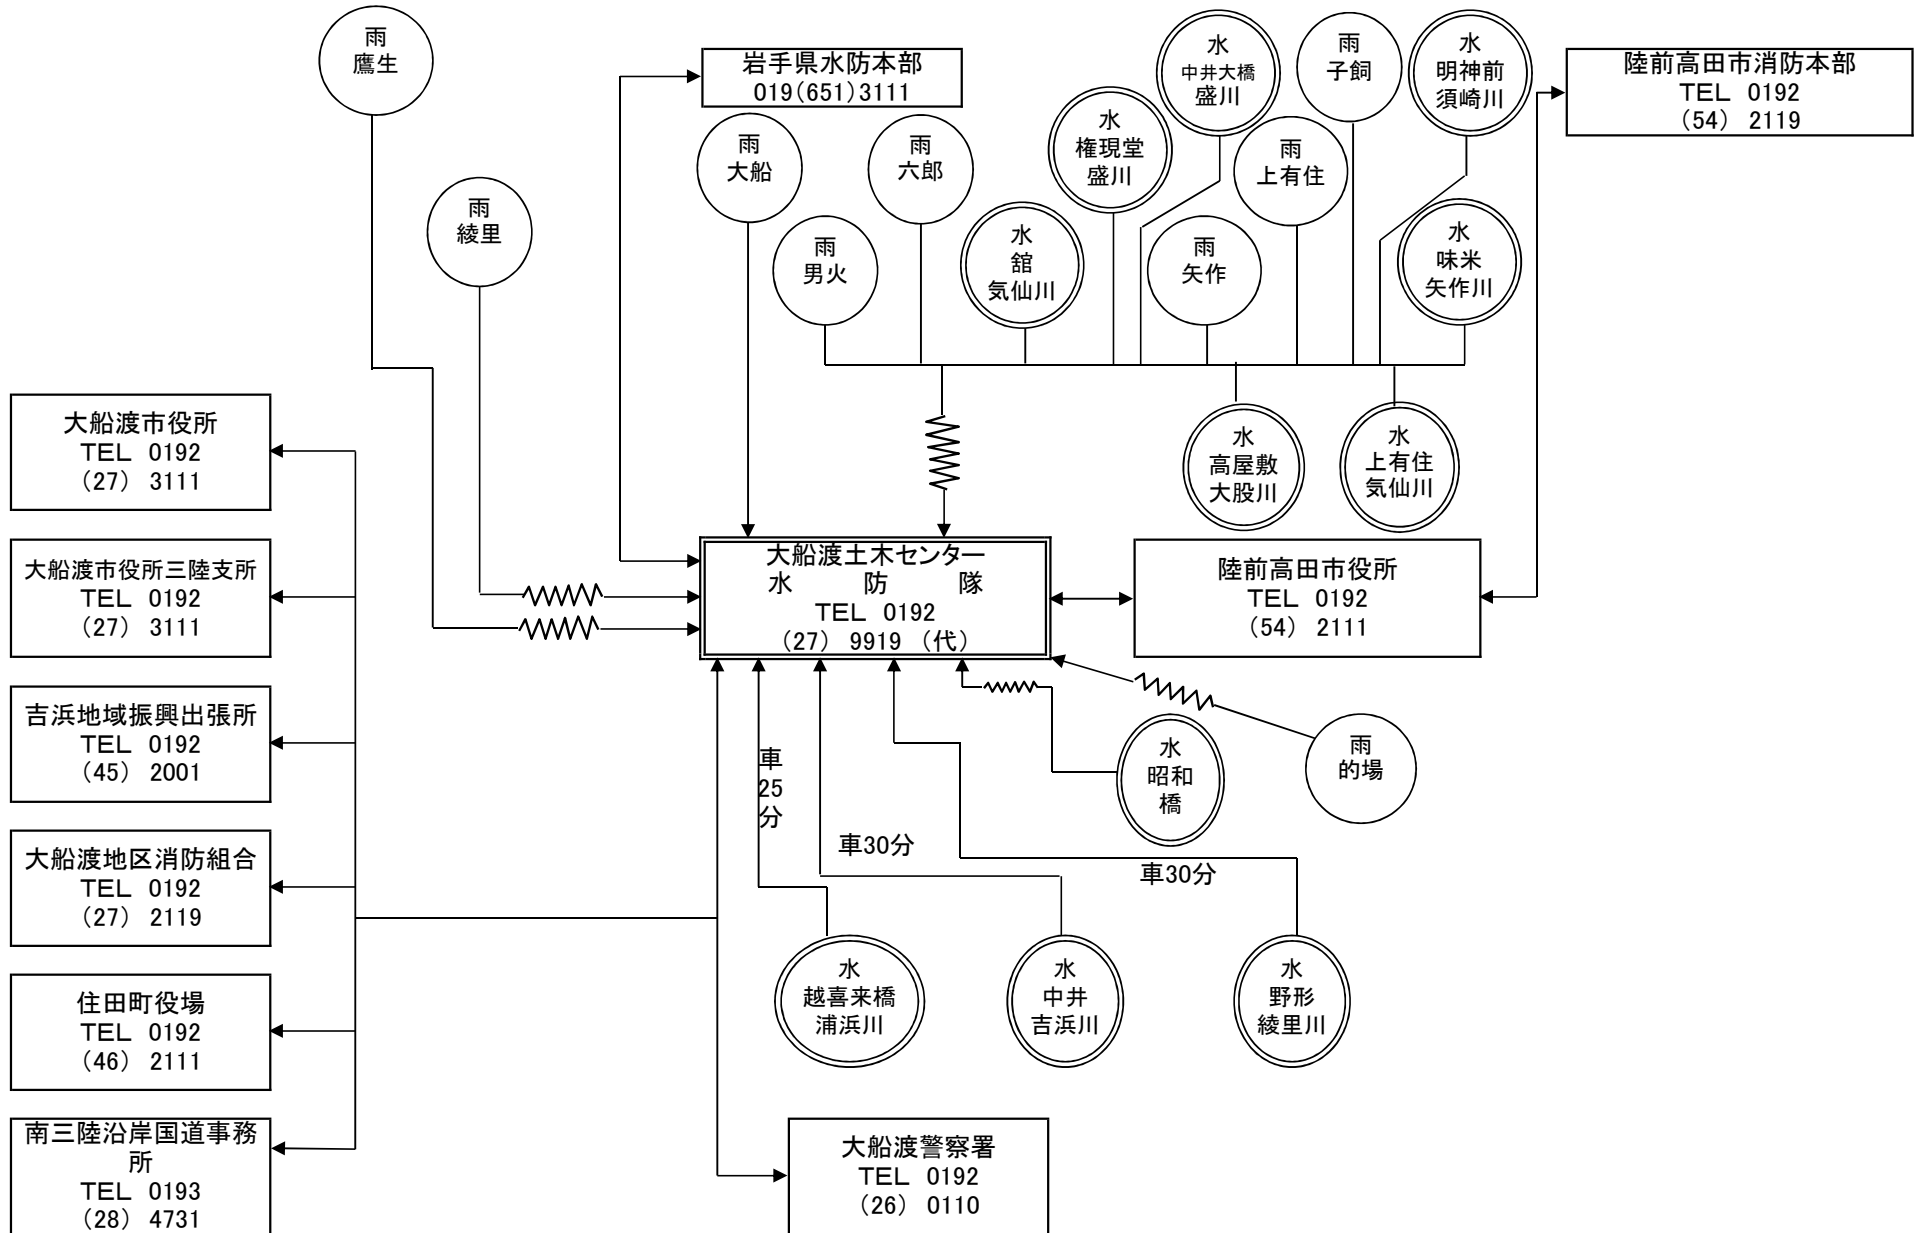 雨
鷹生
岩手県水防本部
019(651)3111
雨
大船
雨
六郎
水
権現堂
盛川
水
中井大橋
盛川
雨
子飼
水
明神前
須崎川
陸前高田市消防本部
TEL 0192
(54) 2119
雨
上有住
雨
綾里
雨
男火
水
舘
気仙川
雨
矢作
水
味米
矢作川
水
高屋敷
大股川
水
上有住
気仙川
大船渡市役所
TEL 0192
(27) 3111
大船渡市役所三陸支所
TEL 0192
(27) 3111
吉浜地域振興出張所
TEL 0192
(45) 2001
大船渡地区消防組合
TEL 0192
(27) 2119
住田町役場
TEL 0192
(46) 2111
南三陸沿岸国道事務
所
TEL 0193
(28) 4731
大船渡土木センター
水 防 隊
TEL 0192
(27) 9919 (代)
陸前高田市役所
TEL 0192
(54) 2111
水
昭和
橋
雨
的場
車
25
分
車30分
車30分
水
越喜来橋
浦浜川
水
中井
吉浜川
水
野形
綾里川
大船渡警察署
TEL 0192
(26) 0110